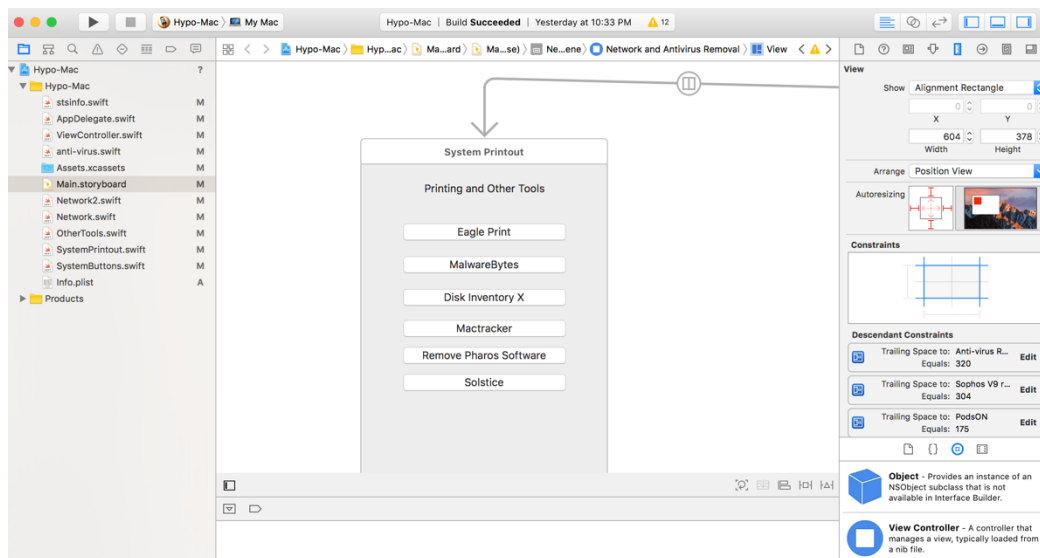 Hypo-Mac
My Mac
Hypo-Mac | Build Succeeded | Yesterday at 10:33 PM
12
Hypo-Mac
Hyp...ac)
Ma...ard)
Ma...se)
Ne...ene)
Network and Antivirus Removal
View
Hypo-Mac ?
Hypo-Mac
stsinfo.swift M
AppDelegate.swift M
ViewController.swift M
anti-virus.swift M
Assets.xcassets M
Main.storyboard M
Network2.swift M
Network.swift M
OtherTools.swift M
SystemPrintout.swift M
SystemButtons.swift M
Info.plist A
Products
System Printout
Printing and Other Tools
Eagle Print
MalwareBytes
Disk Inventory X
Mactracker
Remove Pharos Software
Solstice
View
Show Alignment Rectangle
0 0
X Y
604 378
Width Height
Arrange Position View
Autoresizing
Constraints
Descendant Constraints
Trailing Space to: Anti-virus R...
Equals: 320
Edit
Trailing Space to: Sophos V9 r...
Equals: 304
Edit
Trailing Space to: PodsON
Equals: 175
Edit
Object - Provides an instance of an
NSObject subclass that is not
available in Interface Builder.
View Controller - A controller that
manages a view, typically loaded from
a nib file.